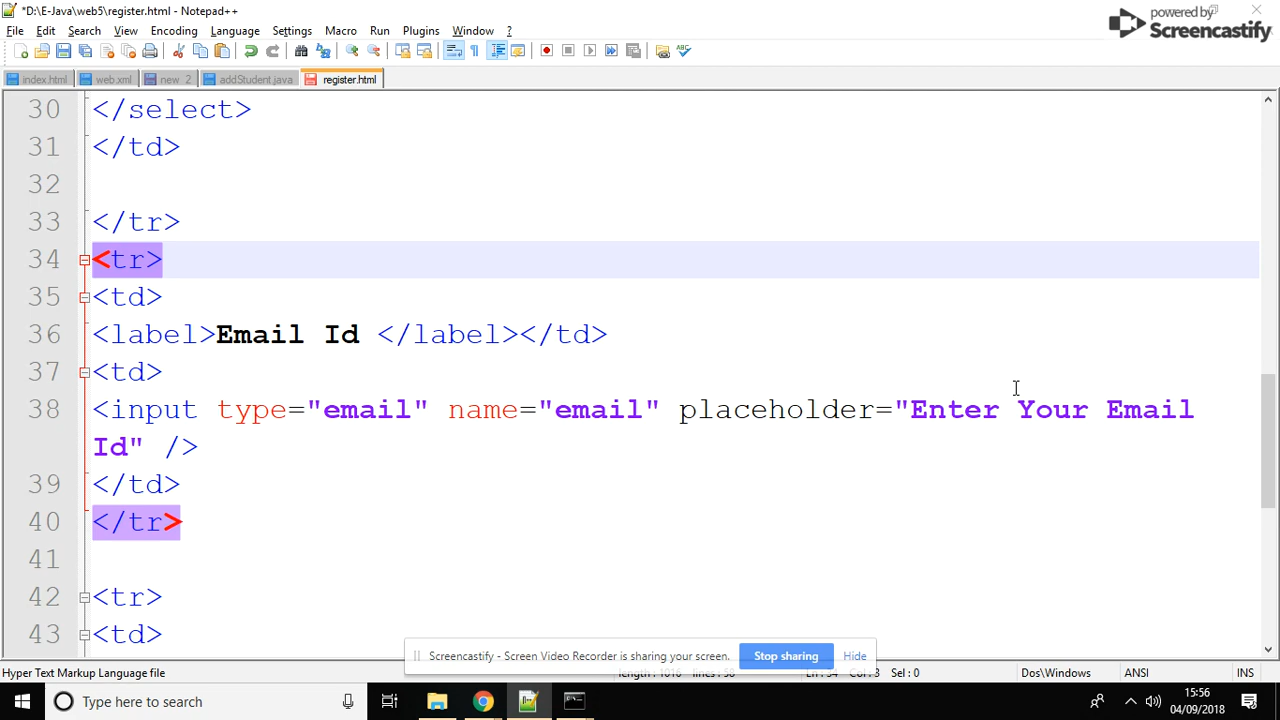 *D:\E-Java\web5\register.html - Notepad++
powered by
Screencastify
File Edit Search View Encoding Language Settings Macro Run Plugins Window ?
index.html web.xml new 2 addStudent.java register.html
30 </select>
31 </td>
32
33 </tr>
34 <tr>
35 <td>
36 <label>Email Id </label></td>
37 <td>
38 <input type="email" name="email" placeholder="Enter Your Email
Id" />
39 </td>
40 </tr>
41
42 <tr>
43 <td>
Screencastify - Screen Video Recorder is sharing your screen. Stop sharing Hide
Hyper Text Markup Language file Sel : 0 Dos\Windows ANSI INS
Type here to search
15:56
04/09/2018